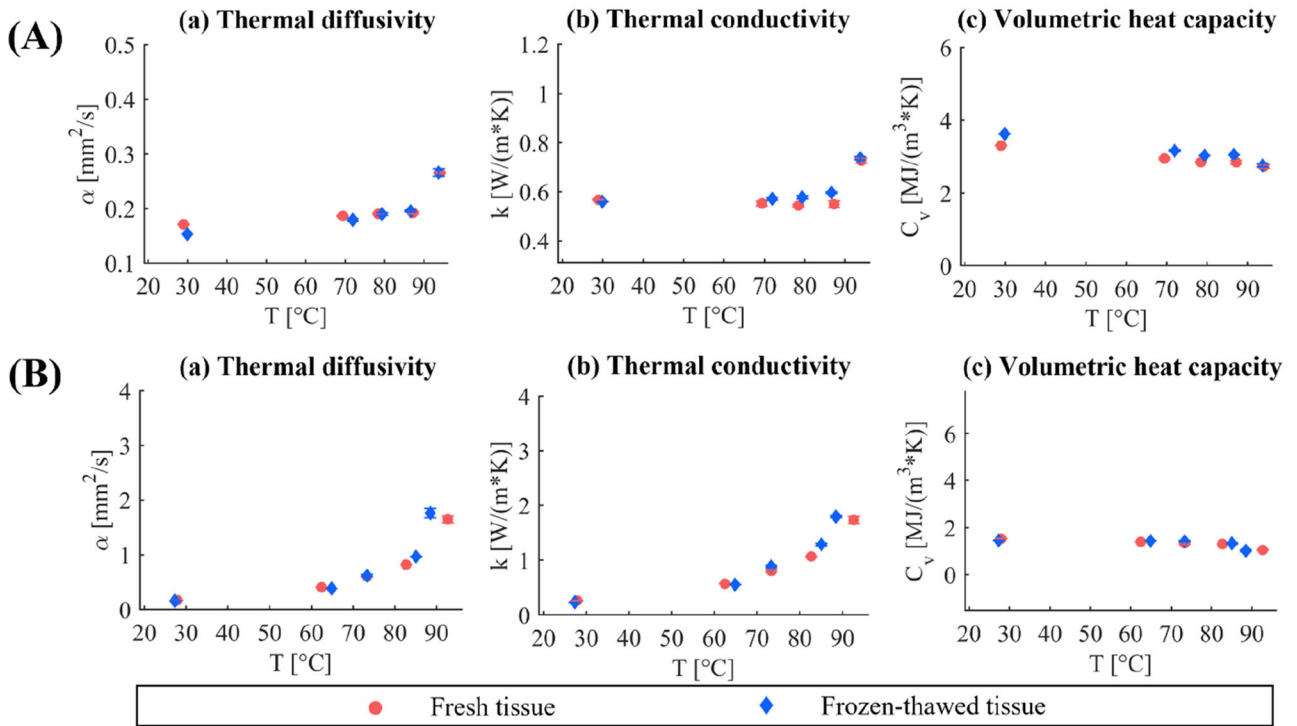 (A)
(a) Thermal diffusivity
(b) Thermal conductivity
(c) Volumetric heat capacity
α [mm²/s]
0.5
0.4
0.3
0.2
0.1
20 30 40 50 60 70 80 90
T [°C]
k [W/(m*K)]
1.2
1
0.8
0.6
0.4
20 30 40 50 60 70 80 90
T [°C]
Cᵥ [MJ/(m³*K)]
6
4
2
0
20 30 40 50 60 70 80 90
T [°C]
(B)
(a) Thermal diffusivity
(b) Thermal conductivity
(c) Volumetric heat capacity
α [mm²/s]
4
3
2
1
0
20 30 40 50 60 70 80 90
T [°C]
k [W/(m*K)]
4
3
2
1
0
20 30 40 50 60 70 80 90
T [°C]
Cᵥ [MJ/(m³*K)]
6
4
2
0
20 30 40 50 60 70 80 90
T [°C]
Fresh tissue
Frozen-thawed tissue